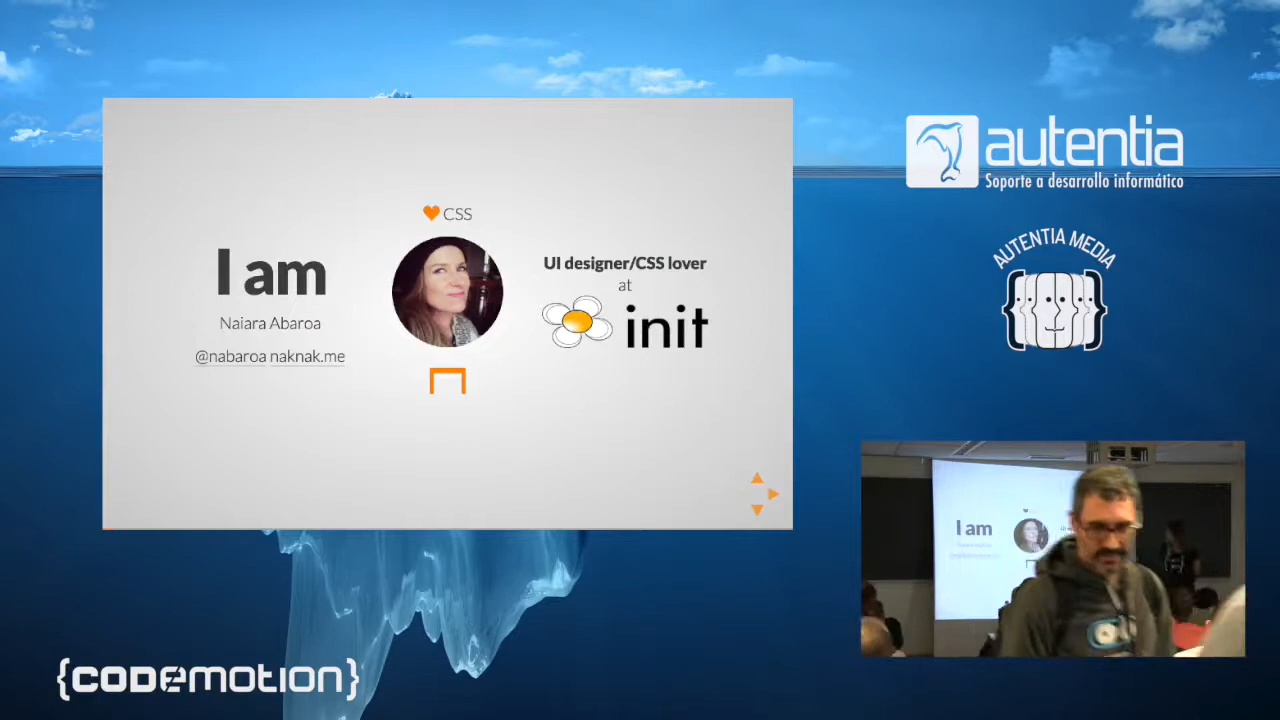 CSS
I am
Naiara Abaroa
@nabaroa naknak.me
UI designer/CSS lover
at
init
autentia
Soporte a desarrollo informático
AUTENTIA MEDIA
I am
{CODEMOTION}